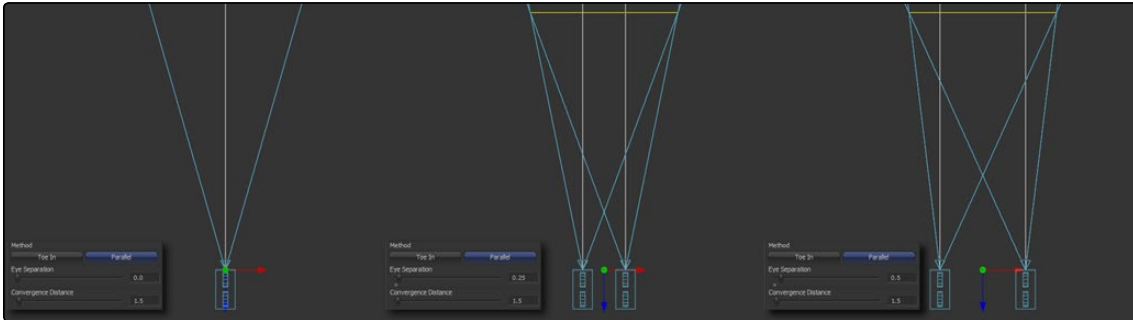 Method
Toe In Parallel
Eye Separation
0.0
Convergence Distance
1.5
Method
Toe In Parallel
Eye Separation
0.25
Convergence Distance
1.5
Method
Toe In Parallel
Eye Separation
0.5
Convergence Distance
1.5